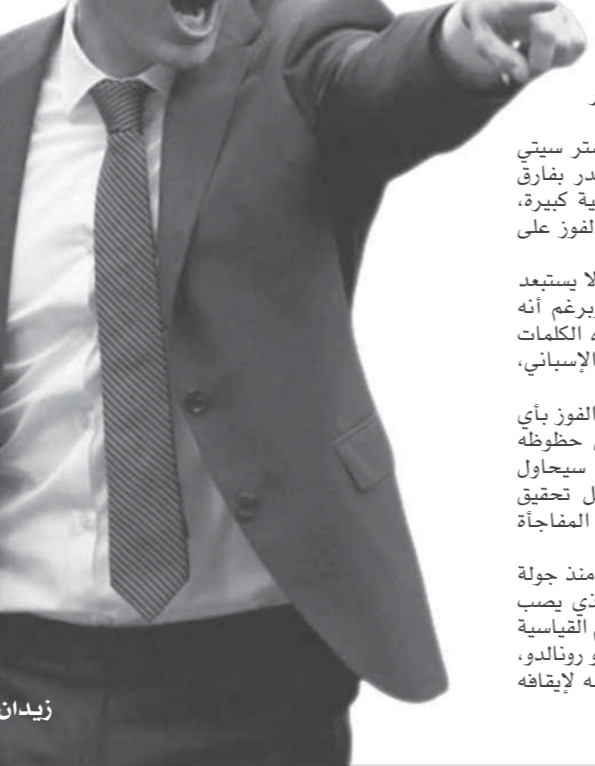 ستر سيتي
در بفارق
ية كبيرة،
لفوز على
لا يستبعد
وبرغم أنه
ه الكلمات
الإسباني،
الفوز بأي
حظوظه
سيحاول
ل تحقيق
المفاجأة
منذ جولة
ذي يصب
القياسية
و رونالدو،
ه لإيقافه
زيدان